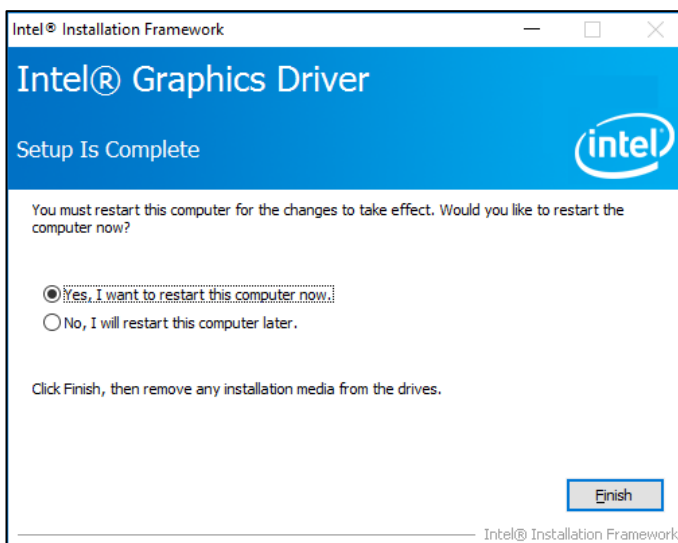 Intel® Installation Framework
Intel® Graphics Driver
Setup Is Complete
intel
You must restart this computer for the changes to take effect. Would you like to restart the
computer now?
Yes, I want to restart this computer now.
No, I will restart this computer later.
Click Finish, then remove any installation media from the drives.
Finish
Intel® Installation Framework